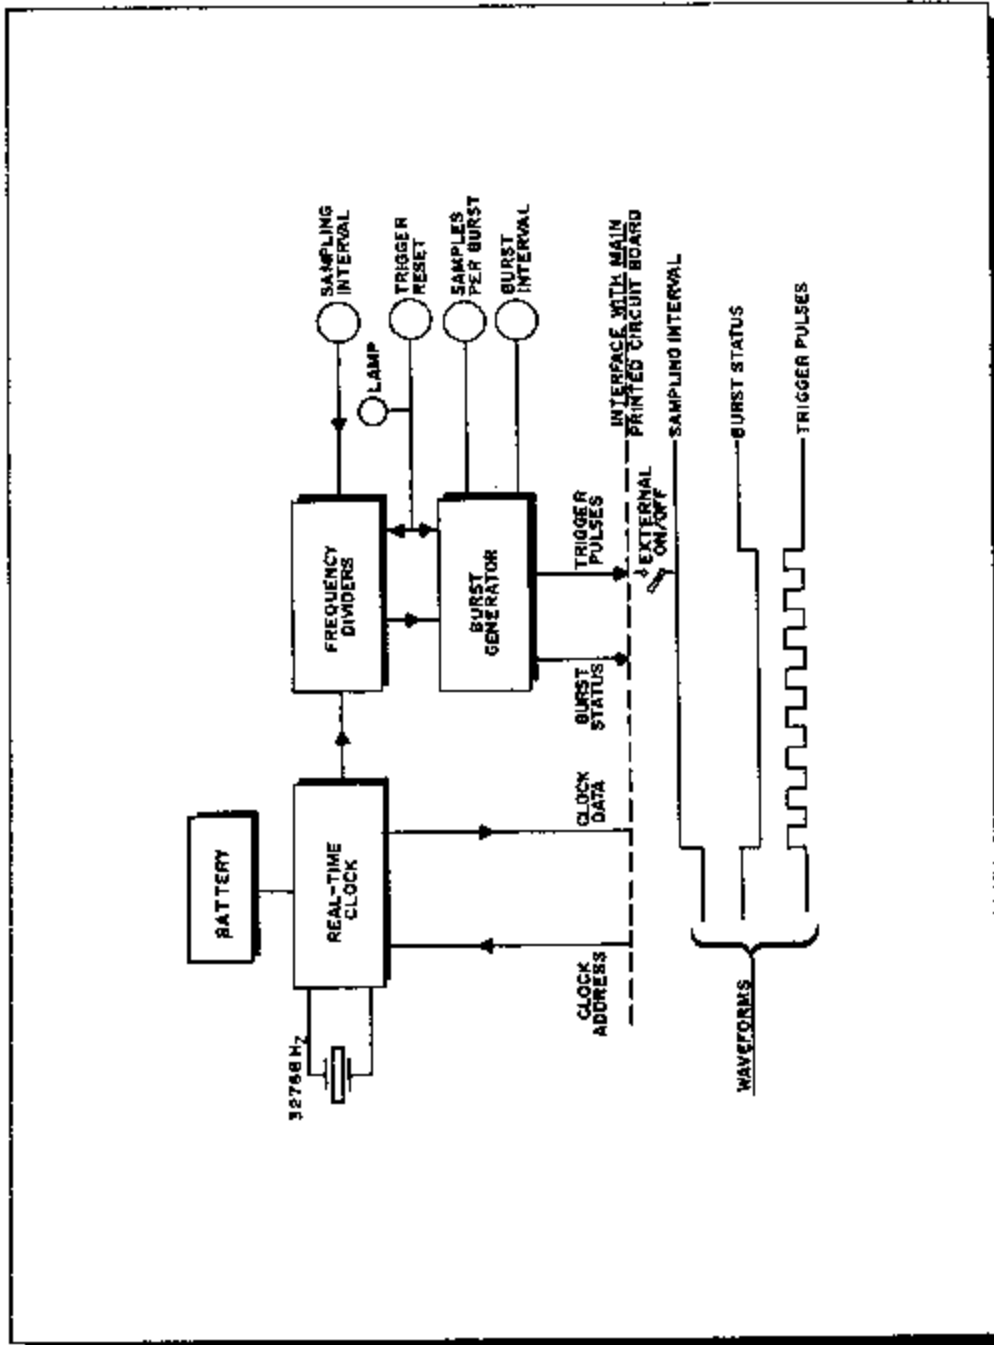 BATTERY
32768 Hz
REAL-TIME
CLOCK
FREQUENCY
DIVIDERS
SAMPLING
INTERVAL
LAMP
TRIGGER
RESET
BURST
GENERATOR
SAMPLES
PER BURST
BURST
INTERVAL
CLOCK
ADDRESS
CLOCK
DATA
BURST
STATUS
TRIGGER
PULSES
INTERFACE WITH MAIN
PRINTED CIRCUIT BOARD
EXTERNAL
ON/OFF
SAMPLING INTERVAL
WAVEFORMS
BURST STATUS
TRIGGER PULSES